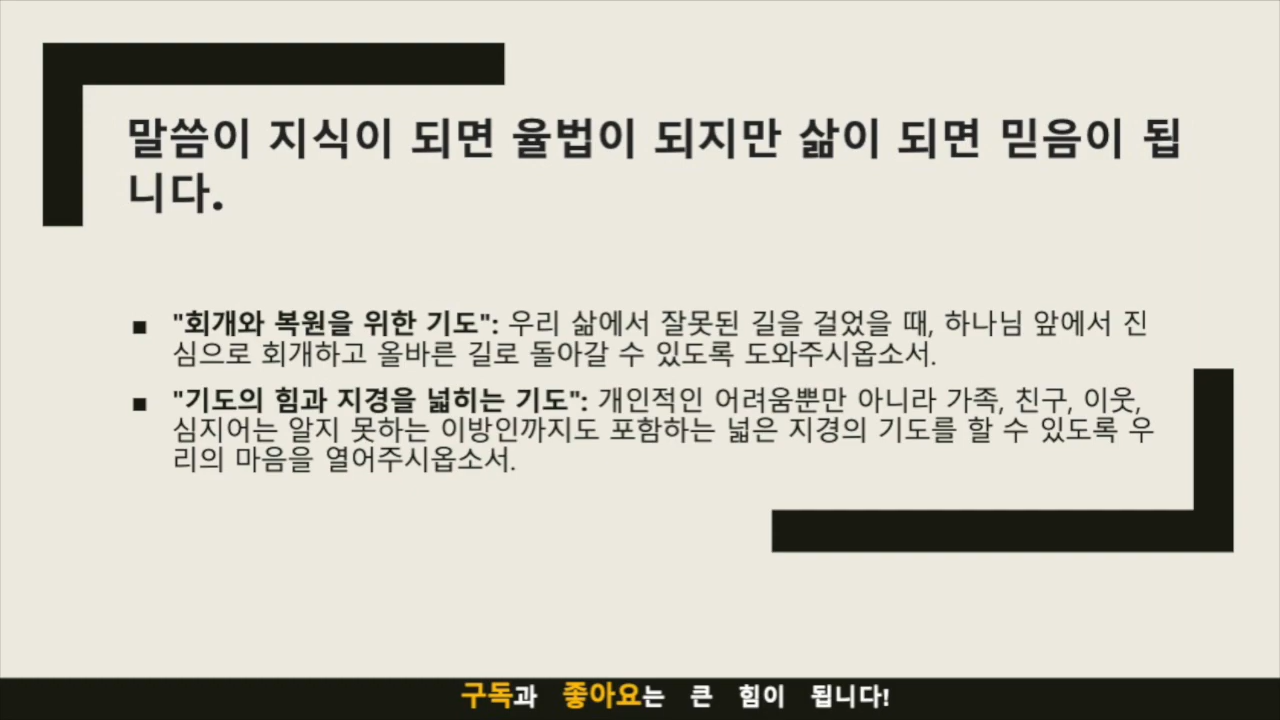 말씀이 지식이 되면 율법이 되지만 삶이 되면 믿음이 됩
니다.
■ "회개와 복원을 위한 기도": 우리 삶에서 잘못된 길을 걸었을 때, 하나님 앞에서 진
심으로 회개하고 올바른 길로 돌아갈 수 있도록 도와주시옵소서.
■ "기도의 힘과 지경을 넓히는 기도": 개인적인 어려움뿐만 아니라 가족, 친구, 이웃,
심지어는 알지 못하는 이방인까지도 포함하는 넓은 지경의 기도를 할 수 있도록 우
리의 마음을 열어주시옵소서.
구독과 좋아요는 큰 힘이 됩니다!